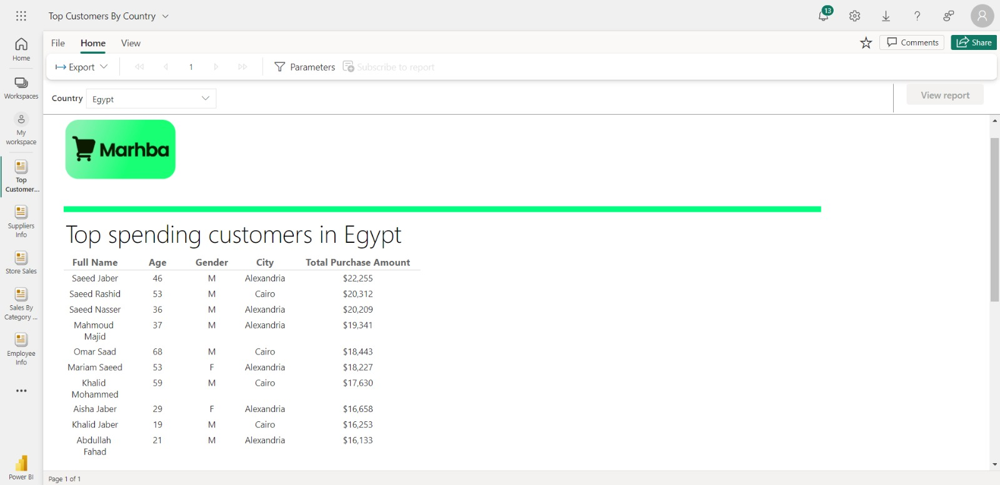 Top Customers By Country
13
File Home View
Comments Share
Export 1 Parameters Subscribe to report
Country Egypt View report
Home
Workspaces
My
workspace
Top
Customer...
Suppliers
Info
Store Sales
Sales By
Category ...
Employee
Info
Power BI
Marhba
Top spending customers in Egypt
Full Name Age Gender City Total Purchase Amount
Saeed Jaber 46 M Alexandria $22,255
Saeed Rashid 53 M Cairo $20,312
Saeed Nasser 36 M Alexandria $20,209
Mahmoud 37 M Alexandria $19,341
Majid
Omar Saad 68 M Cairo $18,443
Mariam Saeed 53 F Alexandria $18,227
Khalid 59 M Cairo $17,630
Mohammed
Aisha Jaber 29 F Alexandria $16,658
Khalid Jaber 19 M Cairo $16,253
Abdullah 21 M Alexandria $16,133
Fahad
Page 1 of 1